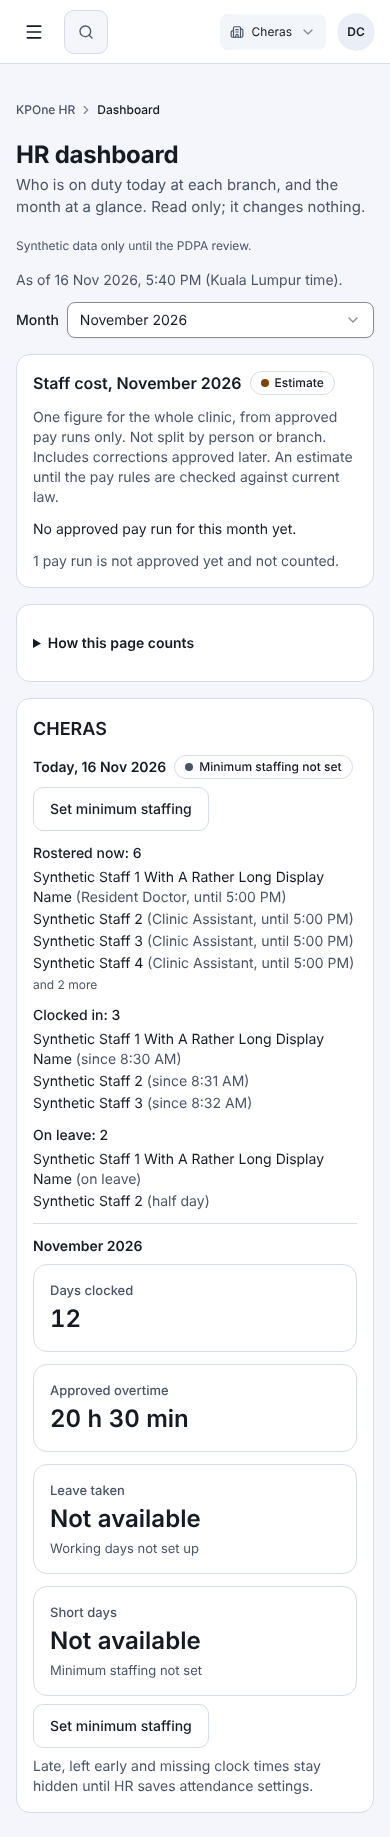 Cheras
DC
KPOne HR > Dashboard
HR dashboard
Who is on duty today at each branch, and the
month at a glance. Read only; it changes nothing.
Synthetic data only until the PDPA review.
As of 16 Nov 2026, 5:40 PM (Kuala Lumpur time).
Month November 2026
Staff cost, November 2026 Estimate
One figure for the whole clinic, from approved
pay runs only. Not split by person or branch.
Includes corrections approved later. An estimate
until the pay rules are checked against current
law.
No approved pay run for this month yet.
1 pay run is not approved yet and not counted.
How this page counts
CHERAS
Today, 16 Nov 2026 Minimum staffing not set
Set minimum staffing
Rostered now: 6
Synthetic Staff 1 With A Rather Long Display
Name (Resident Doctor, until 5:00 PM)
Synthetic Staff 2 (Clinic Assistant, until 5:00 PM)
Synthetic Staff 3 (Clinic Assistant, until 5:00 PM)
Synthetic Staff 4 (Clinic Assistant, until 5:00 PM)
and 2 more
Clocked in: 3
Synthetic Staff 1 With A Rather Long Display
Name (since 8:30 AM)
Synthetic Staff 2 (since 8:31 AM)
Synthetic Staff 3 (since 8:32 AM)
On leave: 2
Synthetic Staff 1 With A Rather Long Display
Name (on leave)
Synthetic Staff 2 (half day)
November 2026
Days clocked
12
Approved overtime
20 h 30 min
Leave taken
Not available
Working days not set up
Short days
Not available
Minimum staffing not set
Set minimum staffing
Late, left early and missing clock times stay
hidden until HR saves attendance settings.